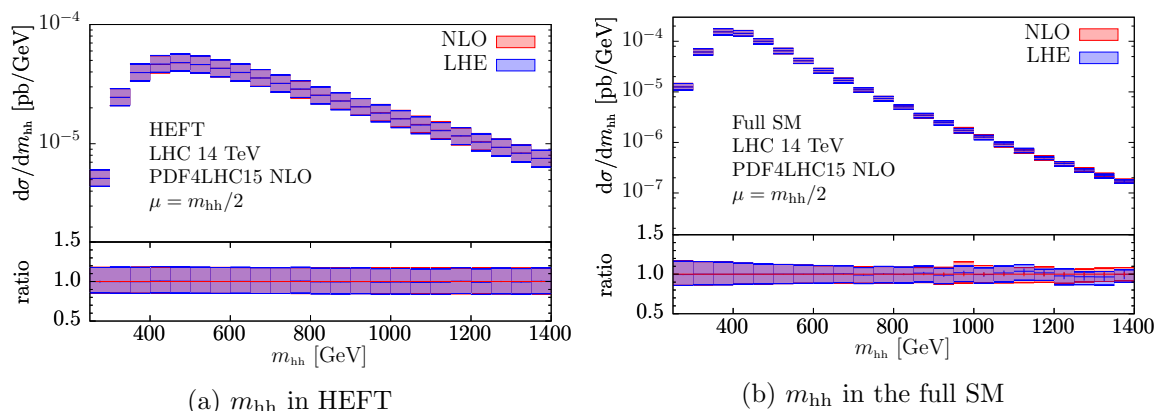 10⁻⁴
10⁻⁵
dσ/dm_hh [pb/GeV]
NLO
LHE
HEFT
LHC 14 TeV
PDF4LHC15 NLO
μ = m_hh/2
1.5
1.0
0.5
ratio
400 600 800 1000 1200 1400
m_hh [GeV]
(a) m_hh in HEFT
10⁻⁴
10⁻⁵
10⁻⁶
10⁻⁷
dσ/dm_hh [pb/GeV]
NLO
LHE
Full SM
LHC 14 TeV
PDF4LHC15 NLO
μ = m_hh/2
1.5
1.0
0.5
ratio
400 600 800 1000 1200 1400
m_hh [GeV]
(b) m_hh in the full SM